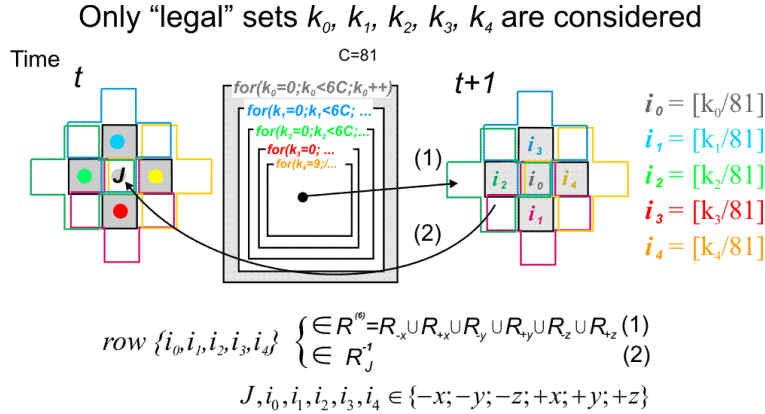 Only “legal” sets k0, k1, k2, k3, k4 are considered
C=81
Time
t
t+1
for(k0=0;k0<6C;k0++)
for(k1=0;k1<6C; ...
for(k2=0;k2<6C;...
for(k3=0; ...
for(k4=9;/...
(1)
(2)
J
i3
i2 i0 i4
i1
i0 = [k0/81]
i1 = [k1/81]
i2 = [k2/81]
i3 = [k3/81]
i4 = [k4/81]
row {i0,i1,i2,i3,i4} { ∈ R(6)=R-x∪R+x∪R-y∪R+y∪R-z∪R+z (1)
∈ RJ-1 (2)
J,i0,i1,i2,i3,i4 ∈{−x;−y;−z;+x;+y;+z}